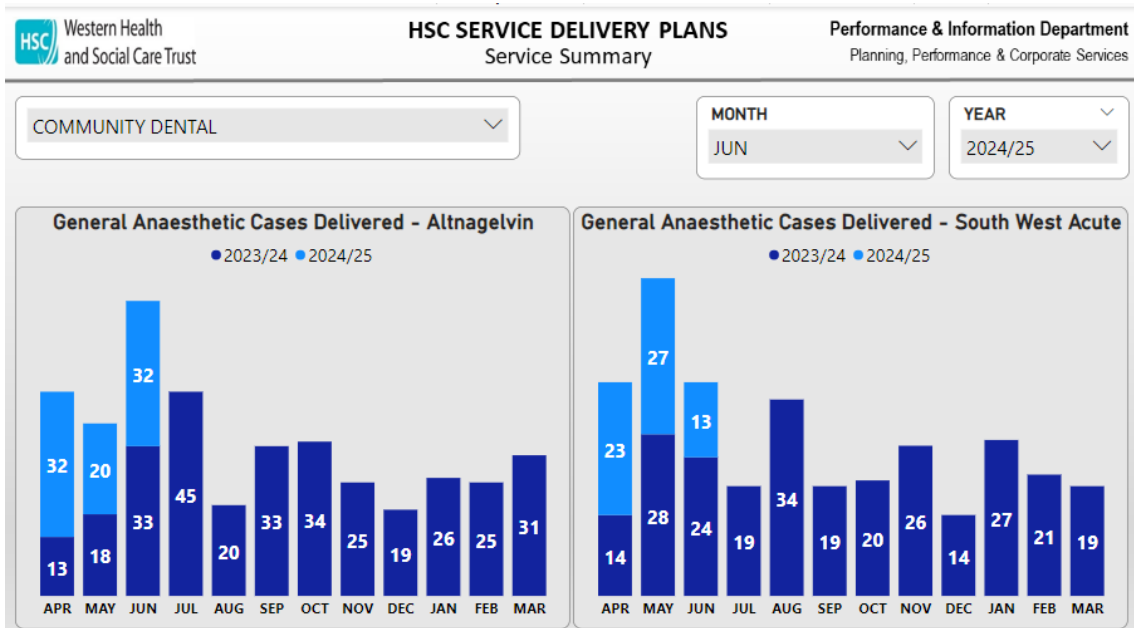 HSC Western Health
and Social Care Trust
HSC SERVICE DELIVERY PLANS
Service Summary
Performance & Information Department
Planning, Performance & Corporate Services
COMMUNITY DENTAL
MONTH
JUN
YEAR
2024/25
General Anaesthetic Cases Delivered - Altnagelvin
2023/24 2024/25
32 20 32
13 18 33 45 20 33 34 25 19 26 25 31
APR MAY JUN JUL AUG SEP OCT NOV DEC JAN FEB MAR
General Anaesthetic Cases Delivered - South West Acute
2023/24 2024/25
23 27 13
14 28 24 19 34 19 20 26 14 27 21 19
APR MAY JUN JUL AUG SEP OCT NOV DEC JAN FEB MAR